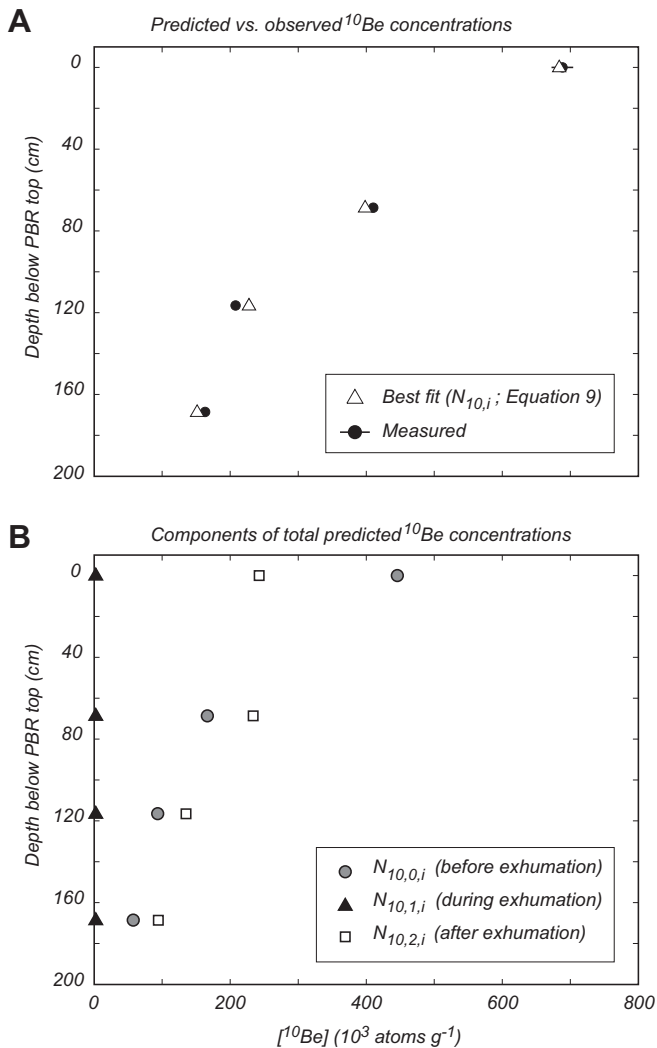 A
Predicted vs. observed ¹⁰Be concentrations
0
40
80
120
160
200
Depth below PBR top (cm)
Best fit (N₁₀,ᵢ ; Equation 9)
Measured
B
Components of total predicted ¹⁰Be concentrations
0
40
80
120
160
200
Depth below PBR top (cm)
N₁₀,₀,ᵢ (before exhumation)
N₁₀,₁,ᵢ (during exhumation)
N₁₀,₂,ᵢ (after exhumation)
0 200 400 600 800
[¹⁰Be] (10³ atoms g⁻¹)